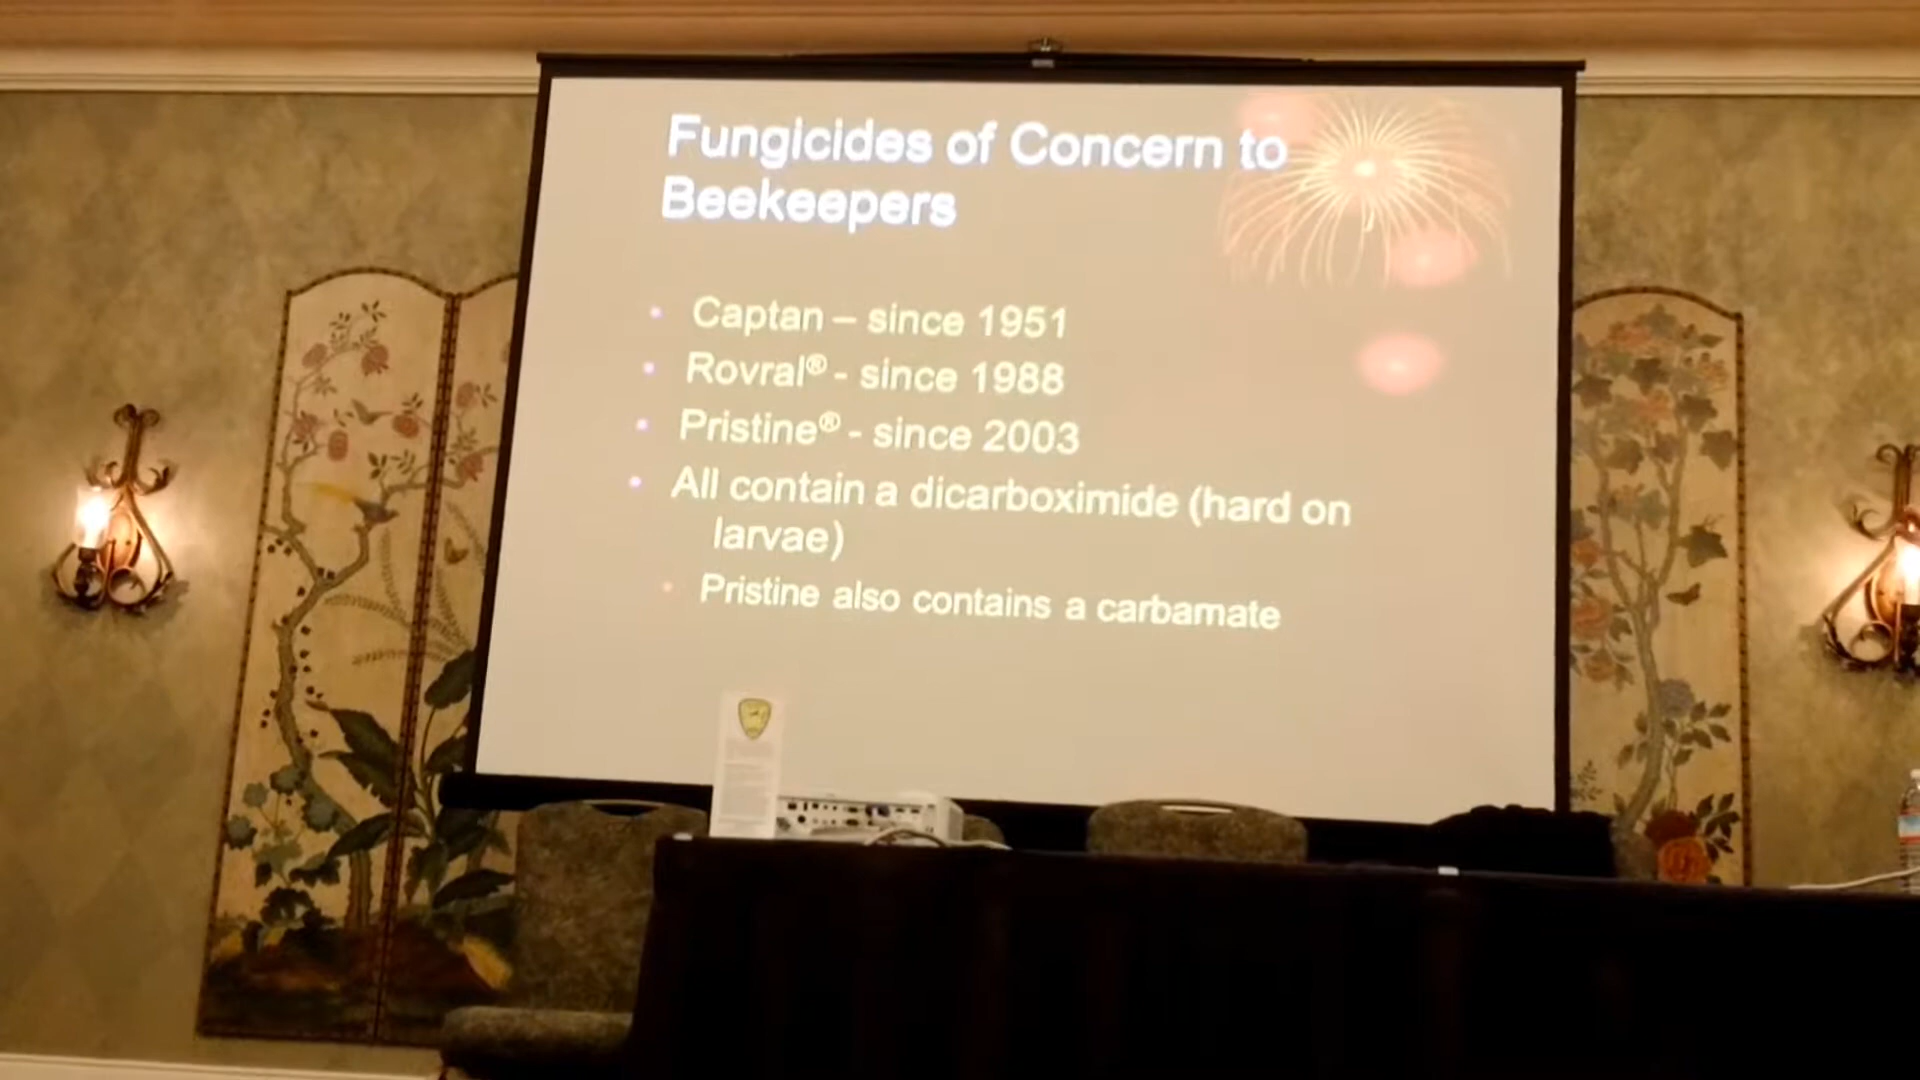 Fungicides of Concern to
Beekeepers
• Captan – since 1951
• Rovral® - since 1988
• Pristine® - since 2003
• All contain a dicarboximide (hard on
larvae)
• Pristine also contains a carbamate